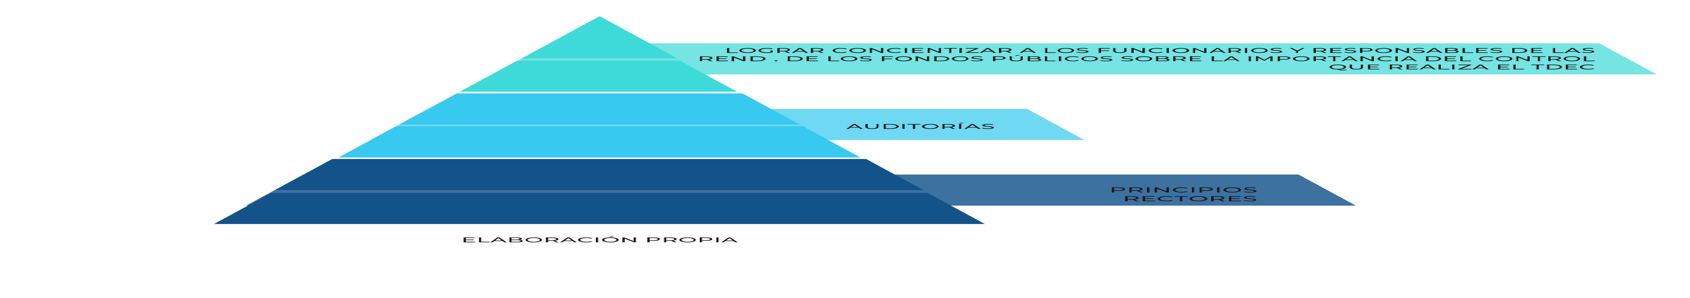 LOGRAR CONCIENTIZAR A LOS FUNCIONARIOS Y RESPONSABLES DE LAS
REND . DE LOS FONDOS PÚBLICOS SOBRE LA IMPORTANCIA DEL CONTROL
QUE REALIZA EL TDEC
AUDITORÍAS
PRINCIPIOS
RECTORES
ELABORACIÓN PROPIA